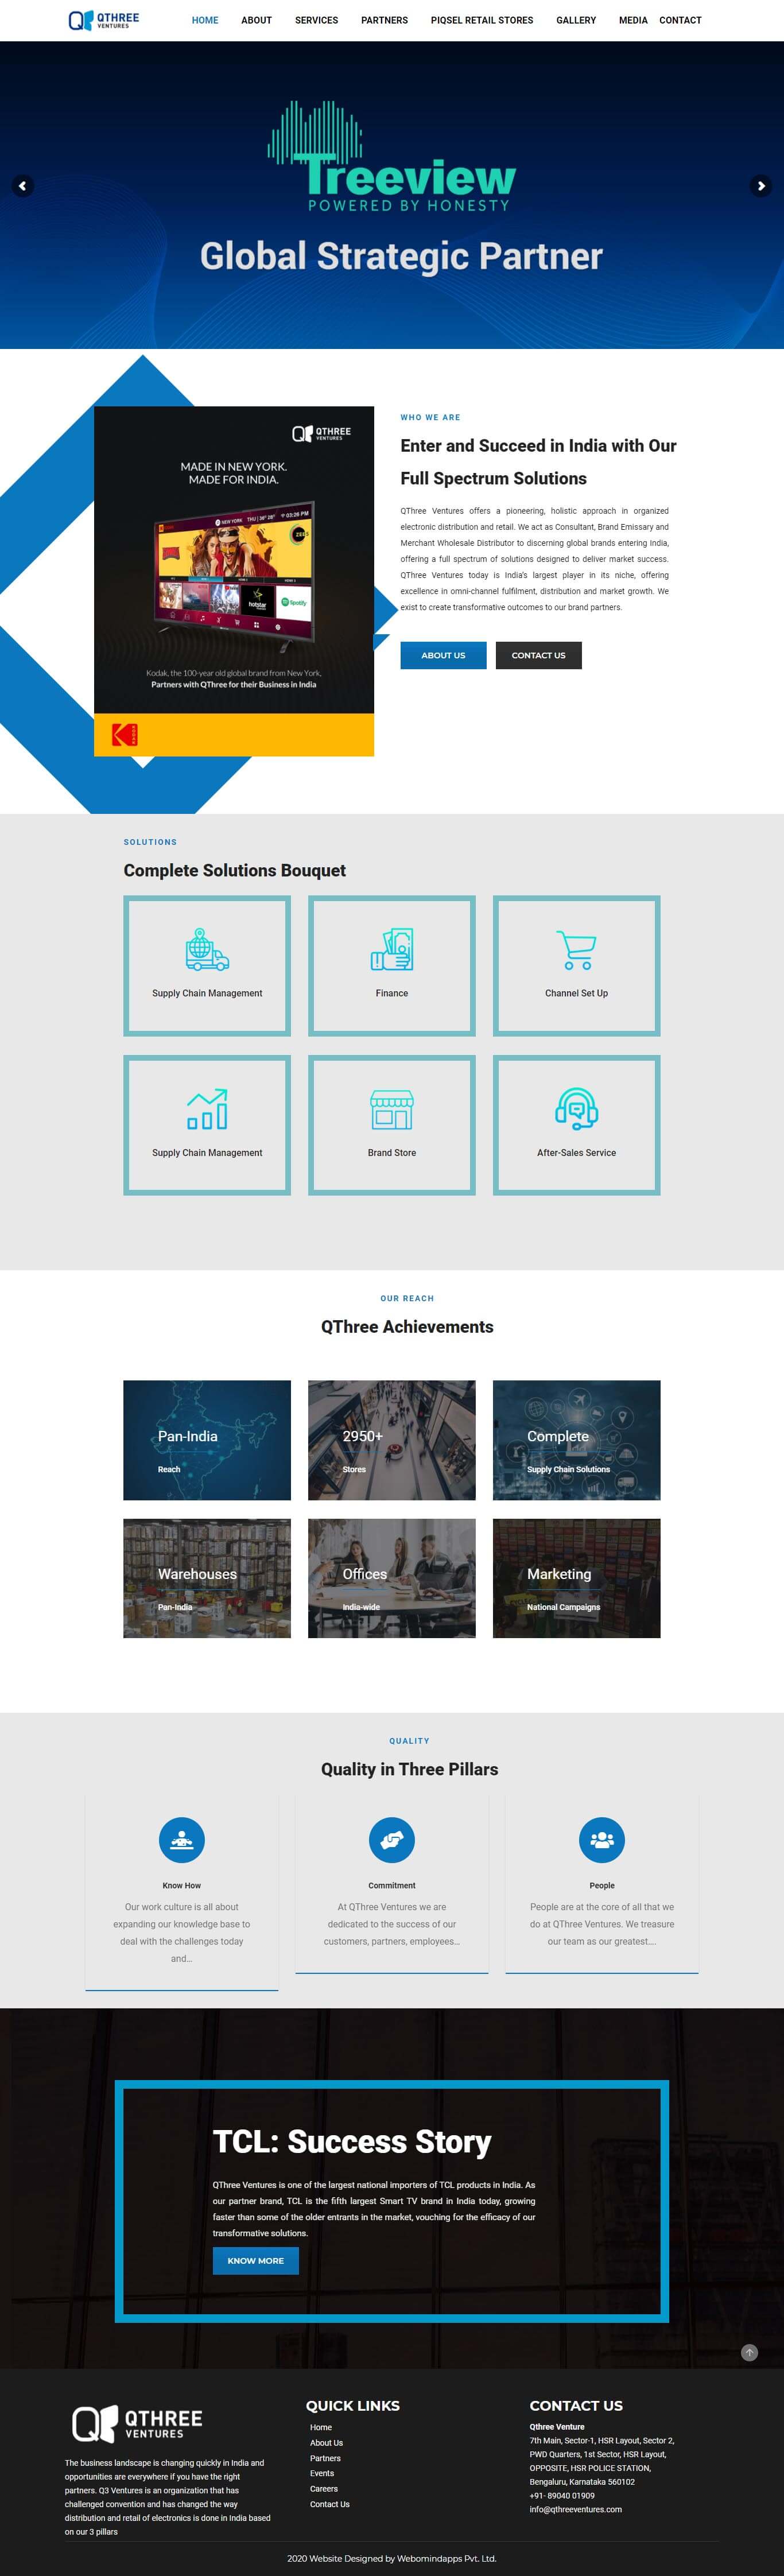 QTHREE
VENTURES
HOME ABOUT SERVICES PARTNERS PIQSEL RETAIL STORES GALLERY MEDIA CONTACT
Treeview
POWERED BY HONESTY
Global Strategic Partner
QTHREE
VENTURES
MADE IN NEW YORK.
MADE FOR INDIA.
NEW YORK THU | 36° 28° 03:28 PM
ZEE5
hotstar
Spotify
Kodak, the 100-year old global brand from New York,
Partners with QThree for their Business in India
WHO WE ARE
Enter and Succeed in India with Our
Full Spectrum Solutions
QThree Ventures offers a pioneering, holistic approach in organized
electronic distribution and retail. We act as Consultant, Brand Emissary and
Merchant Wholesale Distributor to discerning global brands entering India,
offering a full spectrum of solutions designed to deliver market success.
QThree Ventures today is India's largest player in its niche, offering
excellence in omni-channel fulfilment, distribution and market growth. We
exist to create transformative outcomes to our brand partners.
ABOUT US CONTACT US
SOLUTIONS
Complete Solutions Bouquet
Supply Chain Management
Finance
Channel Set Up
Supply Chain Management
Brand Store
After-Sales Service
OUR REACH
QThree Achievements
Pan-India
Reach
2950+
Stores
Complete
Supply Chain Solutions
Warehouses
Pan-India
Offices
India-wide
Marketing
National Campaigns
QUALITY
Quality in Three Pillars
Know How
Our work culture is all about
expanding our knowledge base to
deal with the challenges today
and...
Commitment
At QThree Ventures we are
dedicated to the success of our
customers, partners, employees...
People
People are at the core of all that we
do at QThree Ventures. We treasure
our team as our greatest....
TCL: Success Story
QThree Ventures is one of the largest national importers of TCL products in India. As
our partner brand, TCL is the fifth largest Smart TV brand in India today, growing
faster than some of the older entrants in the market, vouching for the efficacy of our
transformative solutions.
KNOW MORE
QTHREE
VENTURES
The business landscape is changing quickly in India and
opportunities are everywhere if you have the right
partners. Q3 Ventures is an organization that has
challenged convention and has changed the way
distribution and retail of electronics is done in India based
on our 3 pillars
QUICK LINKS
Home
About Us
Partners
Events
Careers
Contact Us
CONTACT US
Qthree Venture
7th Main, Sector-1, HSR Layout, Sector 2,
PWD Quarters, 1st Sector, HSR Layout,
OPPOSITE, HSR POLICE STATION,
Bengaluru, Karnataka 560102
+91- 89040 01909
info@qthreeventures.com
2020 Website Designed by Webomindapps Pvt. Ltd.